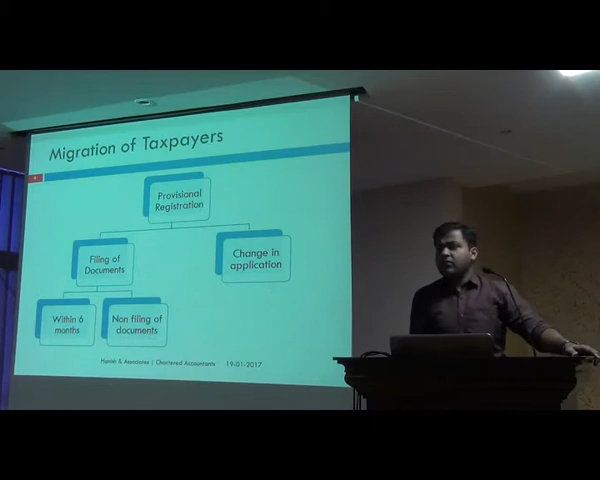 Migration of Taxpayers
Provisional
Registration
Filing of
Documents
Change in
application
Within 6
months
Non filing of
documents
Hanish & Associates | Chartered Accountants 19-01-2017